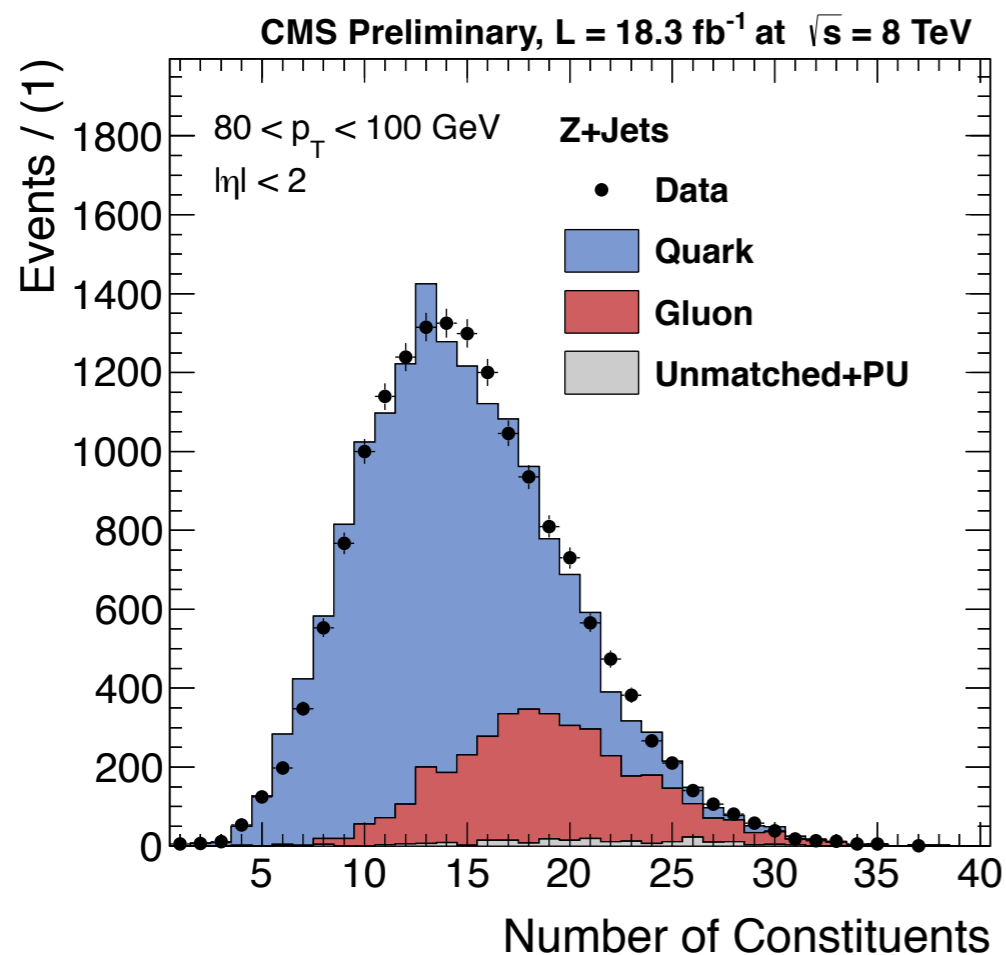 CMS Preliminary, L = 18.3 fb⁻¹ at √s = 8 TeV
Events / (1)
80 < p_T < 100 GeV
|η| < 2
Z+Jets
Data
Quark
Gluon
Unmatched+PU
1800
1600
1400
1200
1000
800
600
400
200
0
5 10 15 20 25 30 35 40
Number of Constituents